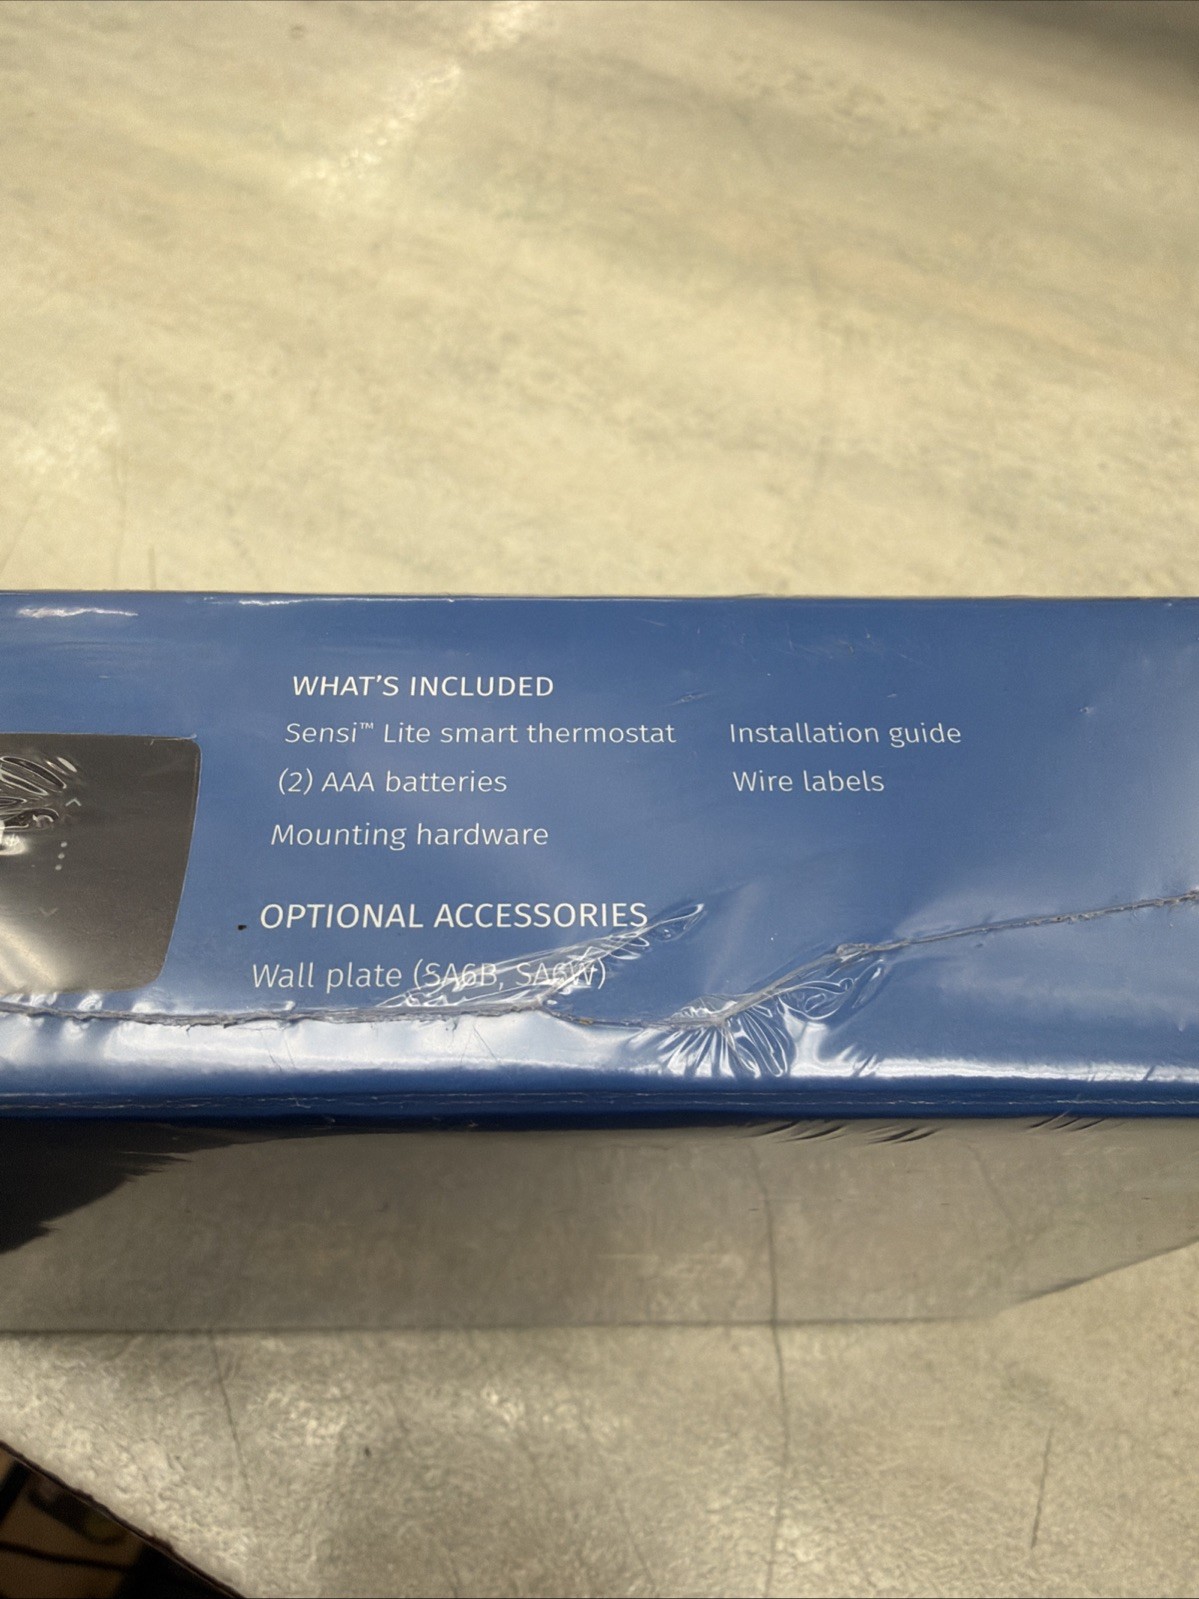 WHAT'S INCLUDED
Sensi™ Lite smart thermostat
(2) AAA batteries
Mounting hardware
Installation guide
Wire labels
OPTIONAL ACCESSORIES
Wall plate (SA6B, SA6W)